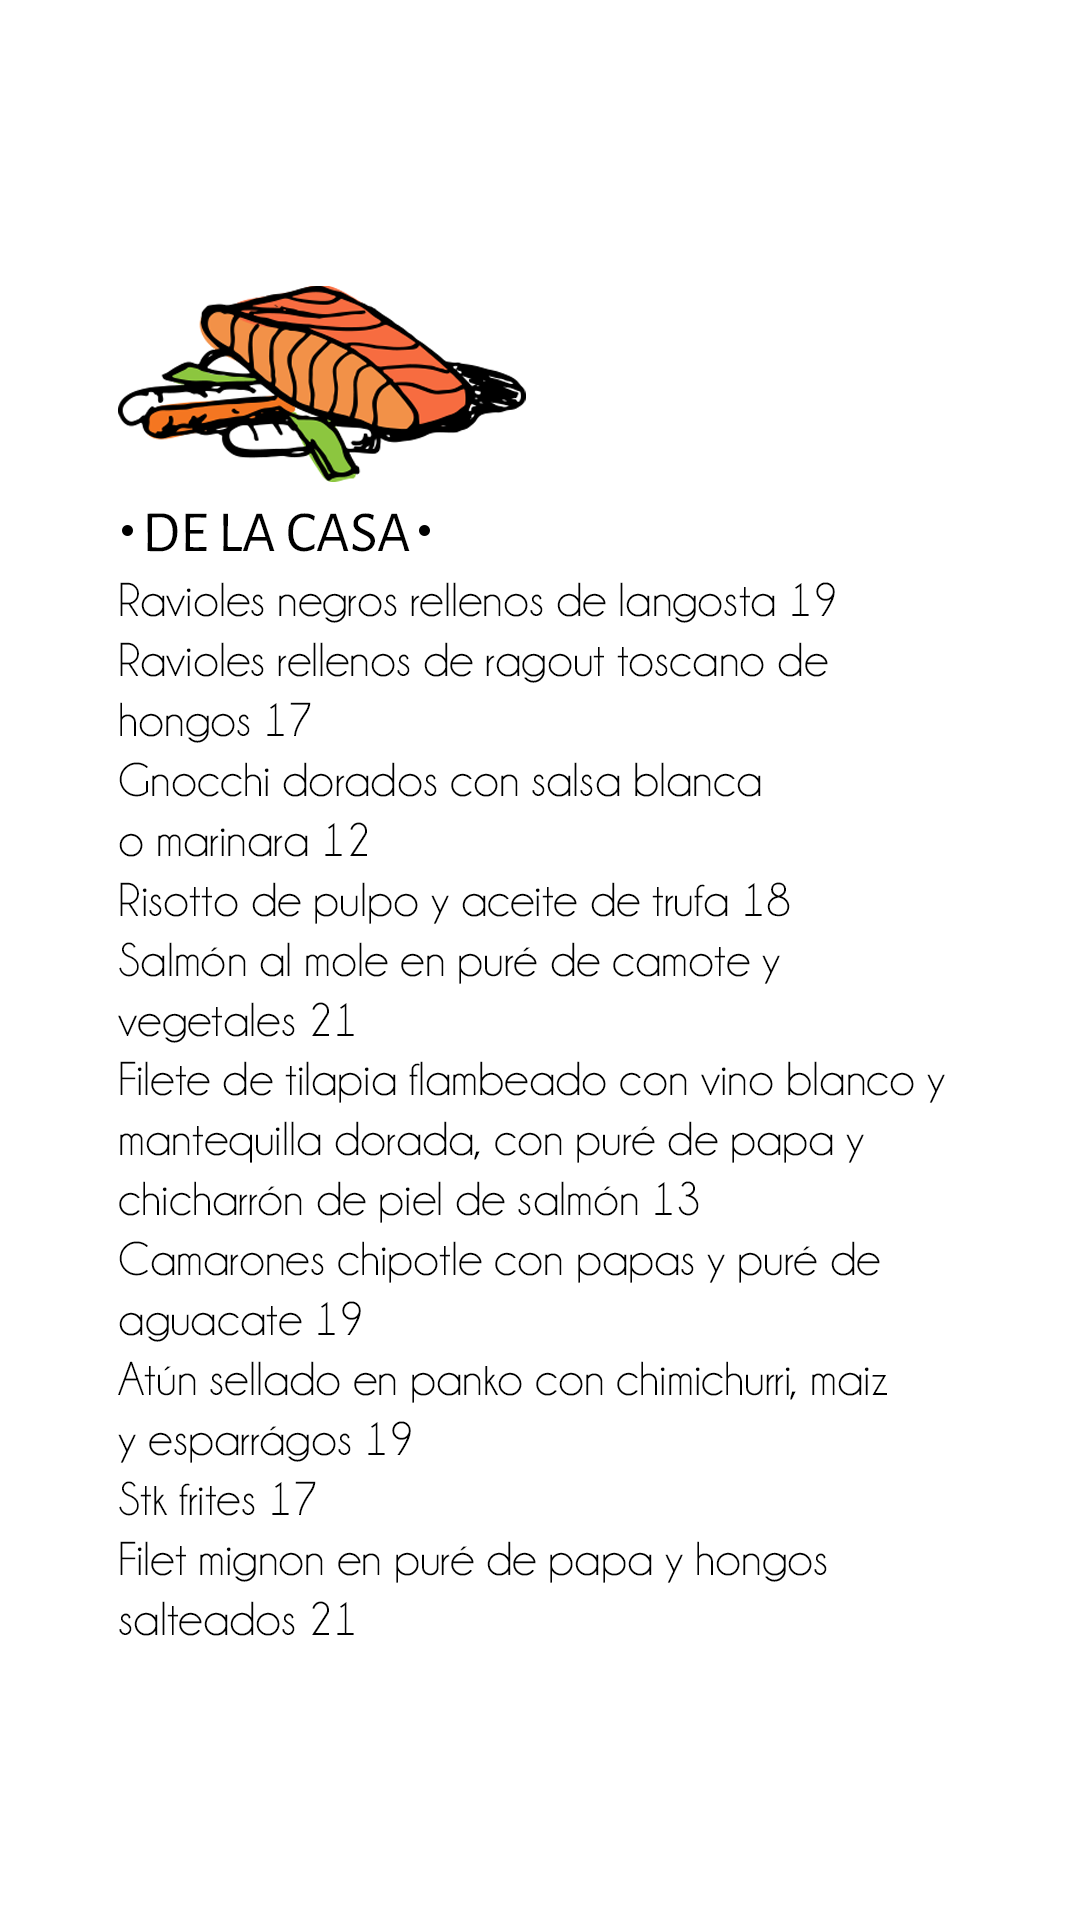 •DE LA CASA•
Ravioles negros rellenos de langosta 19
Ravioles rellenos de ragout toscano de
hongos 17
Gnocchi dorados con salsa blanca
o marinara 12
Risotto de pulpo y aceite de trufa 18
Salmón al mole en puré de camote y
vegetales 21
Filete de tilapia flambeado con vino blanco y
mantequilla dorada, con puré de papa y
chicharrón de piel de salmón 13
Camarones chipotle con papas y puré de
aguacate 19
Atún sellado en panko con chimichurri, maiz
y esparrágos 19
Stk frites 17
Filet mignon en puré de papa y hongos
salteados 21